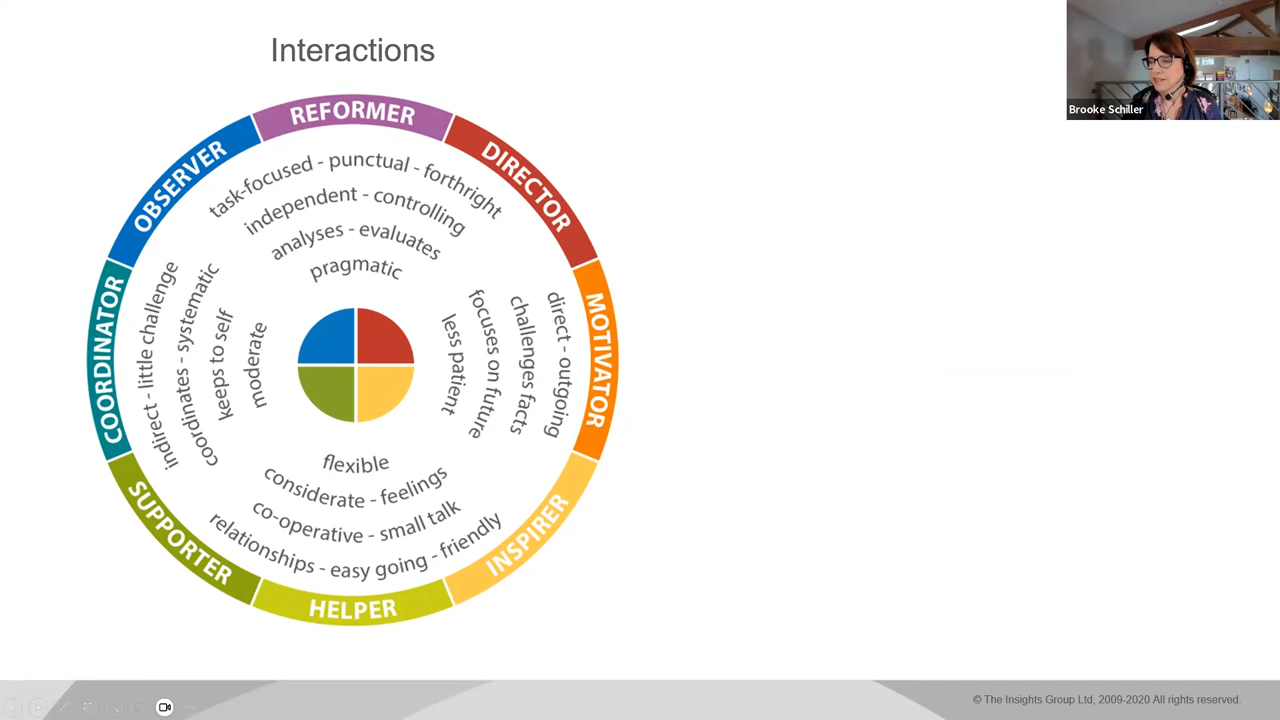 Interactions
Brooke Schiller
REFORMER
DIRECTOR
MOTIVATOR
INSPIRER
HELPER
SUPPORTER
COORDINATOR
OBSERVER
task-focused - punctual - forthright
independent - controlling
analyses - evaluates
pragmatic
direct - outgoing
challenges facts
focuses on future
less patient
flexible
considerate - feelings
co-operative - small talk
relationships - easy going - friendly
indirect - little challenge
coordinates - systematic
keeps to self
moderate
© The Insights Group Ltd, 2009-2020 All rights reserved.